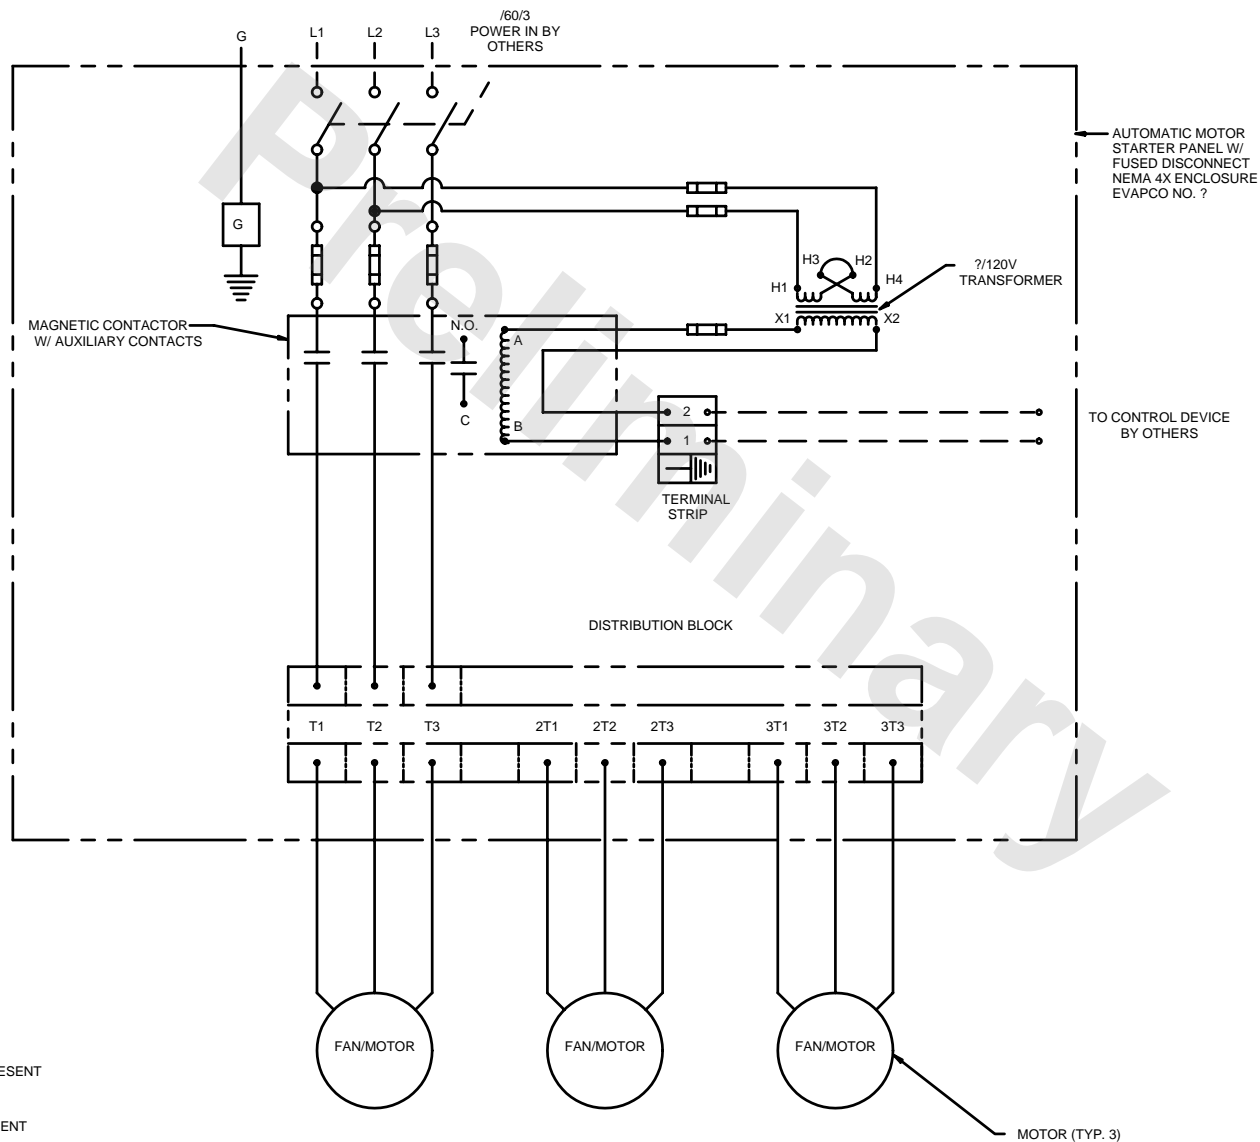 /60/3
POWER IN BY
OTHERS
G
L1
L2
L3
AUTOMATIC MOTOR
STARTER PANEL W/
FUSED DISCONNECT
NEMA 4X ENCLOSURE
EVAPCO NO. ?
G
H3
H2
H1
H4
?/120V
TRANSFORMER
X1
X2
MAGNETIC CONTACTOR
W/ AUXILIARY CONTACTS
N.O.
A
C
B
2
1
TERMINAL
STRIP
TO CONTROL DEVICE
BY OTHERS
DISTRIBUTION BLOCK
T1
T2
T3
2T1
2T2
2T3
3T1
3T2
3T3
FAN/MOTOR
FAN/MOTOR
FAN/MOTOR
MOTOR (TYP. 3)
ESENT
ENT
Preliminary